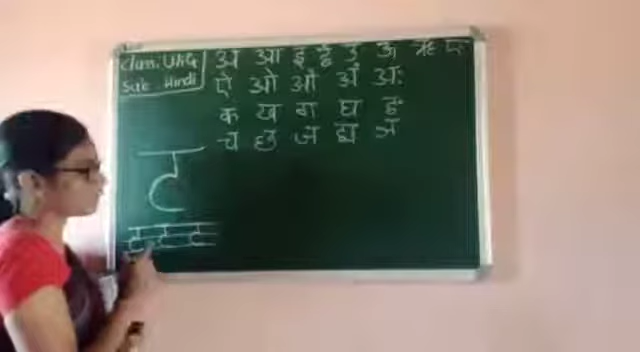 Class: UKG
Sub: Hindi
अ आ इ ई उ ऊ ऋ ए
ऐ ओ औ अं अः
क ख ग घ ङ
च छ ज झ ञ
ट
ट ट ट